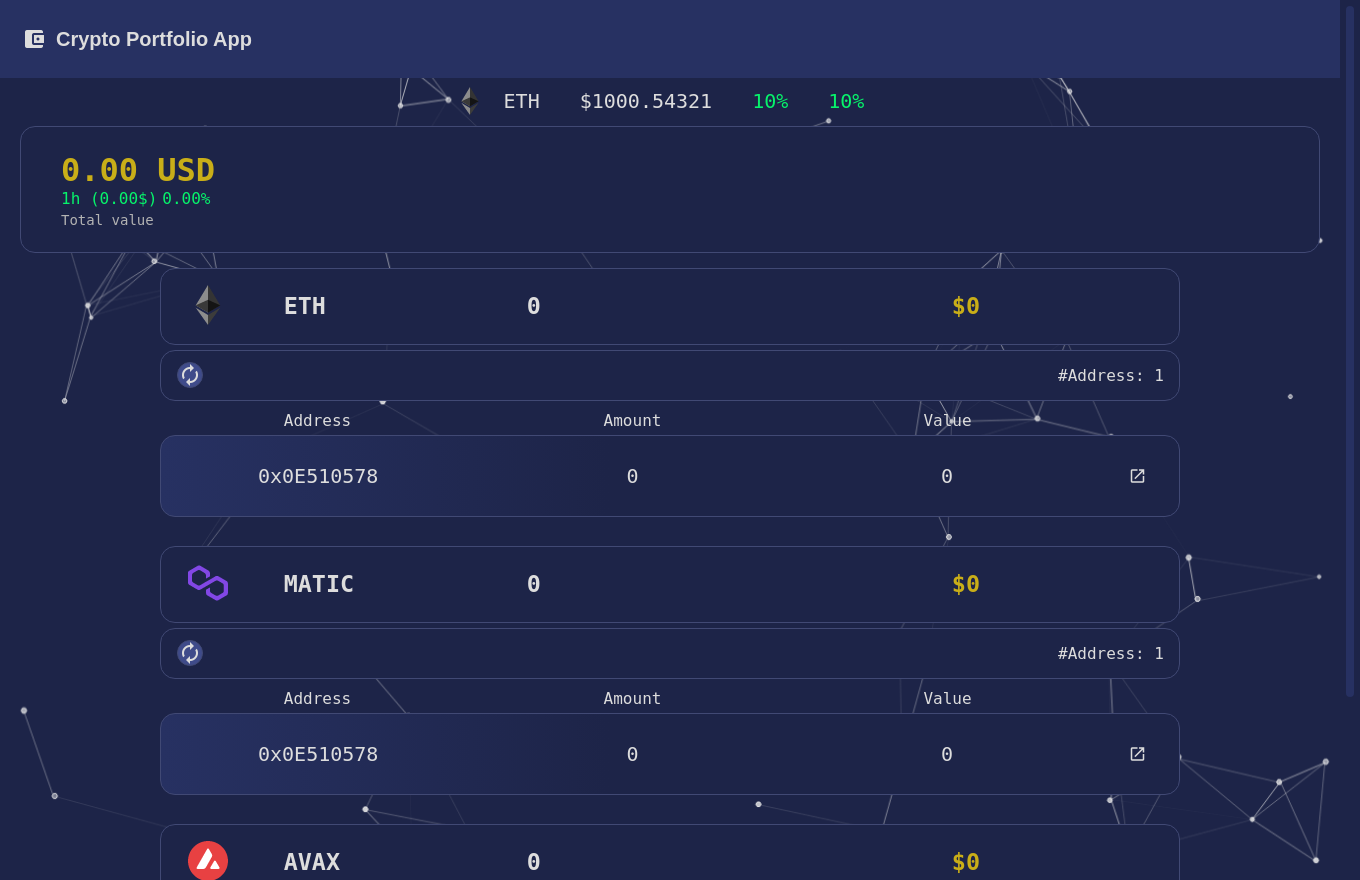 Crypto Portfolio App
ETH $1000.54321 10% 10%
0.00 USD
1h (0.00$) 0.00%
Total value
ETH 0 $0
#Address: 1
Address Amount Value
0x0E510578 0 0
MATIC 0 $0
#Address: 1
Address Amount Value
0x0E510578 0 0
AVAX 0 $0